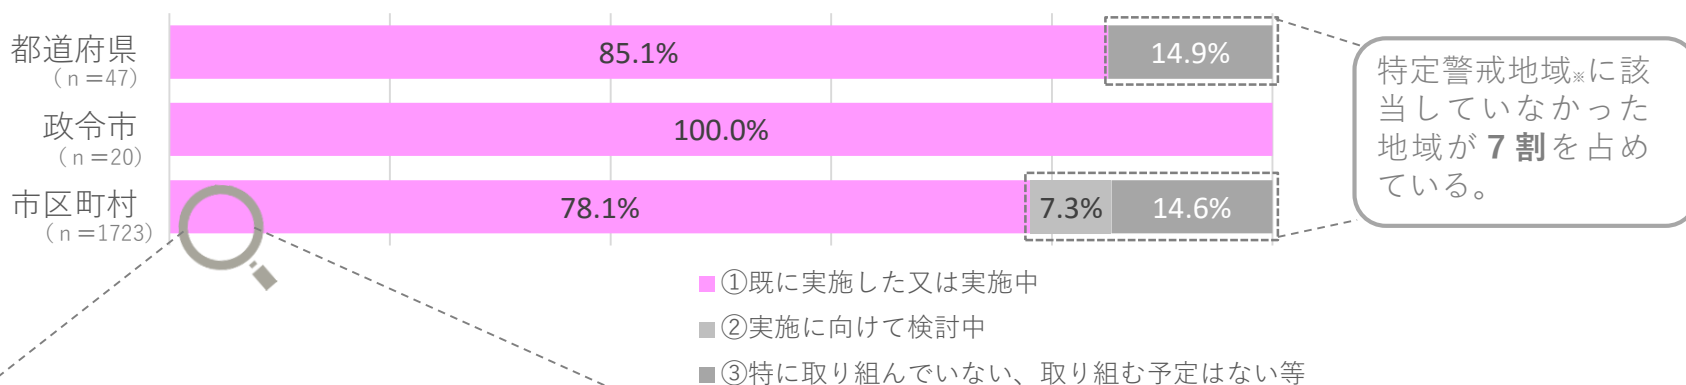 都道府県
（ｎ＝47）
85.1%
14.9%
政令市
（ｎ＝20）
100.0%
市区町村
（ｎ＝1723）
78.1%
7.3%
14.6%
特定警戒地域※に該
当していなかった
地域が７割を占め
ている。
①既に実施した又は実施中
②実施に向けて検討中
③特に取り組んでいない、取り組む予定はない等